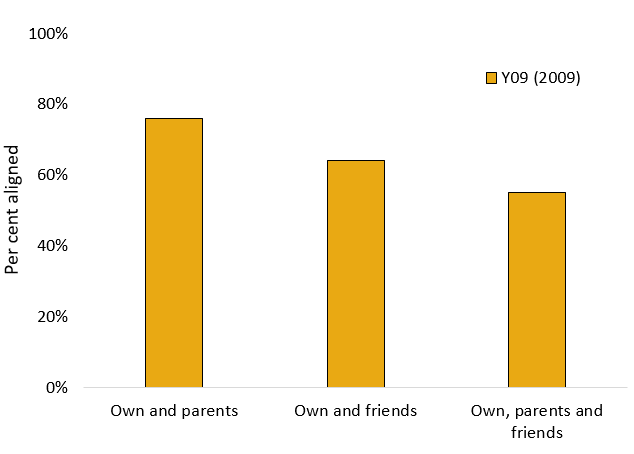 100%
Y09 (2009)
80%
60%
40%
20%
0%
Per cent aligned
Own and parents
Own and friends
Own, parents and
friends